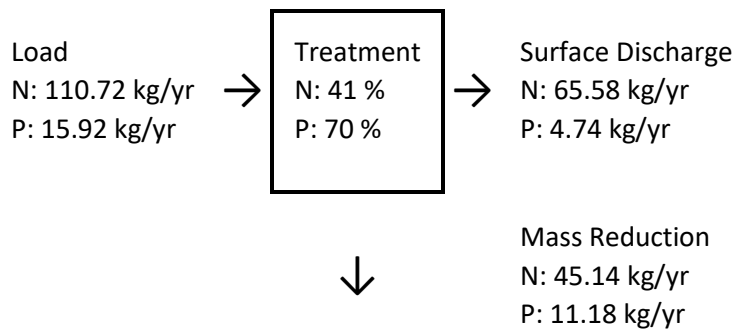 Load
N: 110.72 kg/yr
P: 15.92 kg/yr
Treatment
N: 41 %
P: 70 %
Surface Discharge
N: 65.58 kg/yr
P: 4.74 kg/yr
Mass Reduction
N: 45.14 kg/yr
P: 11.18 kg/yr